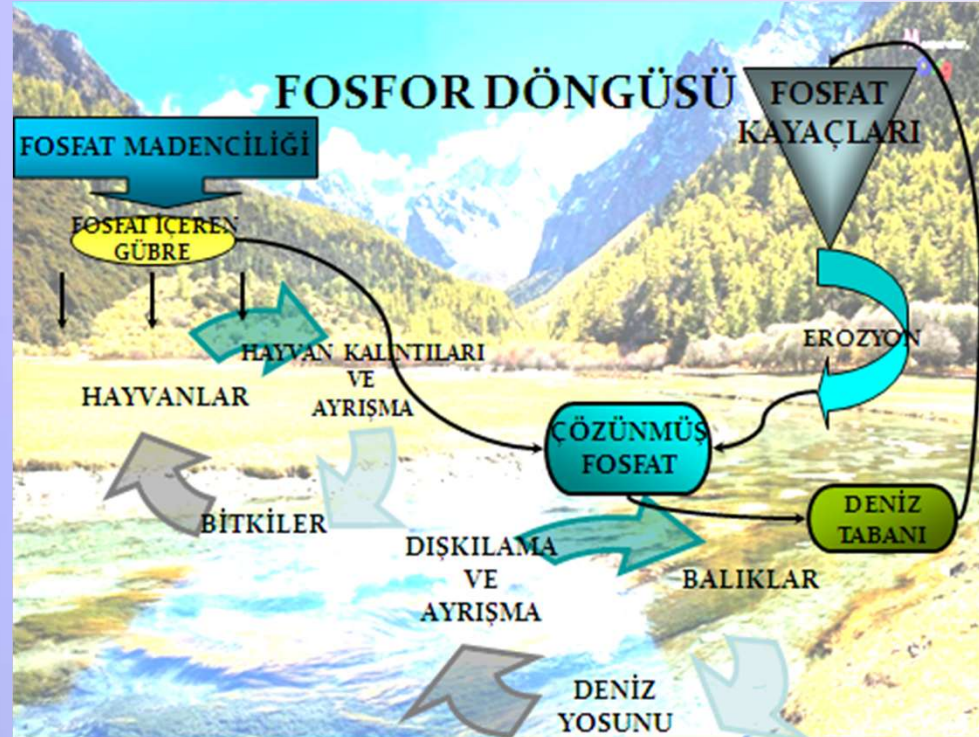 FOSFOR DÖNGÜSÜ
FOSFAT
KAYAÇLARI
FOSFAT MADENCİLİĞİ
FOSFAT İÇEREN
GÜBRE
EROZYON
HAYVAN KALINTILARI
VE
AYRIŞMA
HAYVANLAR
ÇÖZÜNMÜŞ
FOSFAT
DENİZ
TABANI
BİTKİLER
DIŞKILAMA
VE
AYRIŞMA
BALIKLAR
DENİZ
YOSUNU